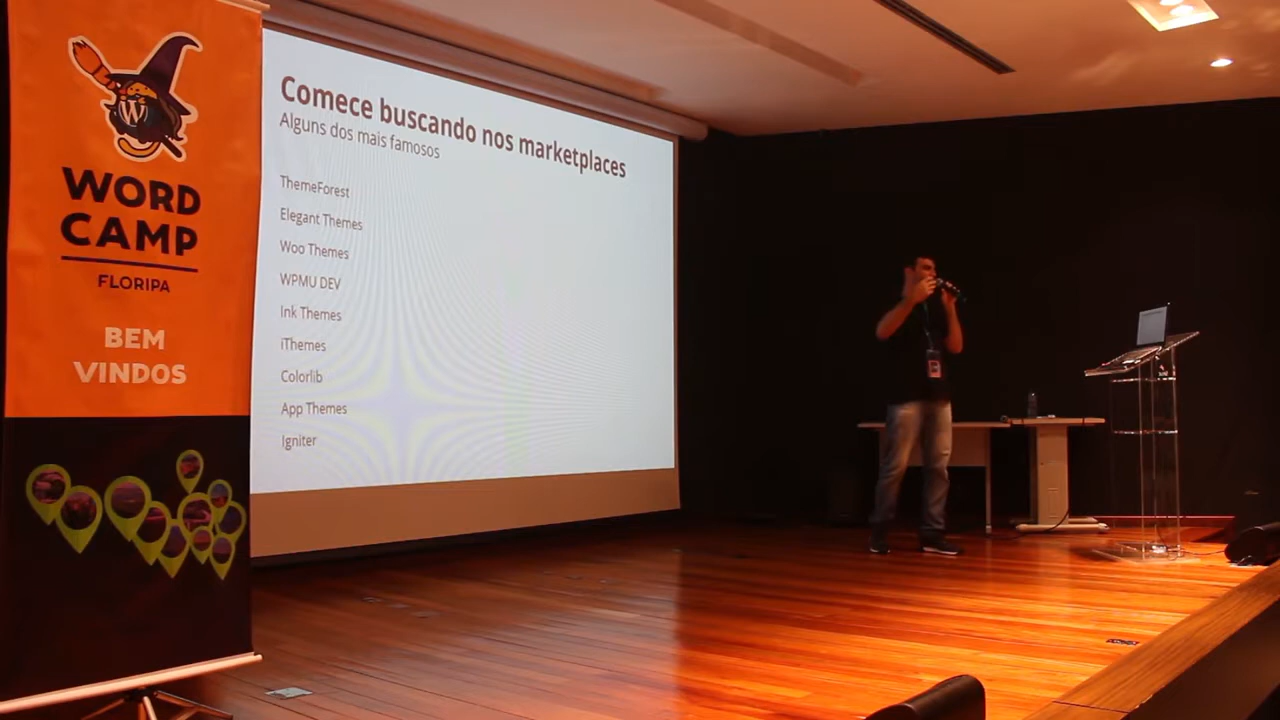 WORD
CAMP
FLORIPA
BEM
VINDOS
Comece buscando nos marketplaces
Alguns dos mais famosos
ThemeForest
Elegant Themes
Woo Themes
WPMU DEV
Ink Themes
iThemes
Colorlib
App Themes
Igniter